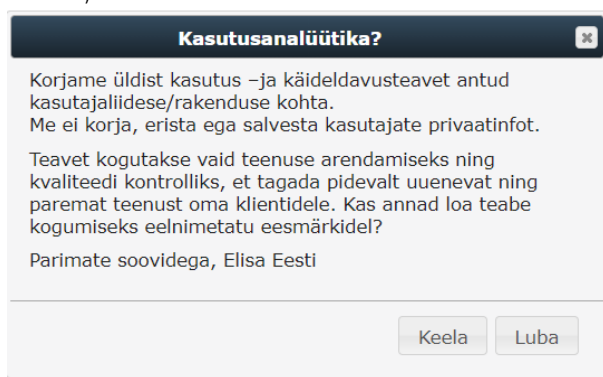 Kasutusanalüütika?
Korjame üldist kasutus –ja käideldavusteavet antud
kasutajaliidese/rakenduse kohta.
Me ei korja, erista ega salvesta kasutajate privaatinfot.
Teavet kogutakse vaid teenuse arendamiseks ning
kvaliteedi kontrolliks, et tagada pidevalt uuenevat ning
paremat teenust oma klientidele. Kas annad loa teabe
kogumiseks eelnimetatu eesmärkidel?
Parimate soovidega, Elisa Eesti
Keela Luba